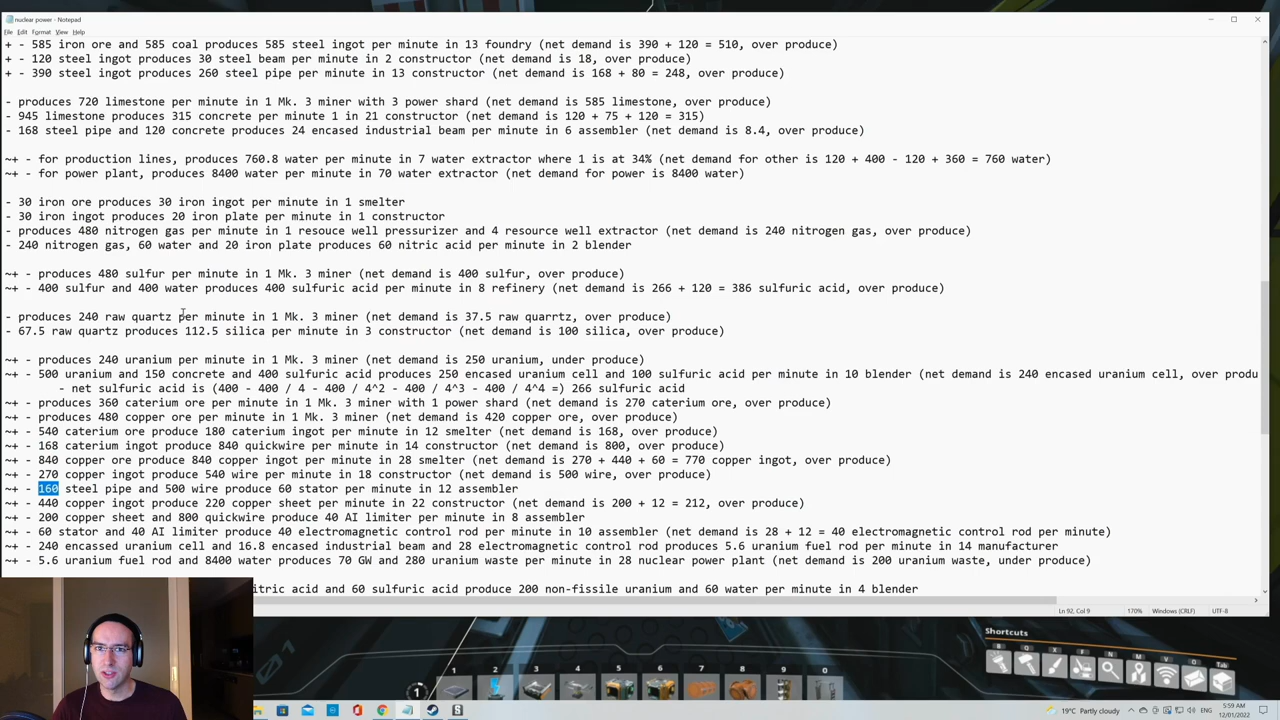 nuclear power - Notepad
File Edit Format View Help
+ - 585 iron ore and 585 coal produces 585 steel ingot per minute in 13 foundry (net demand is 390 + 120 = 510, over produce)
+ - 120 steel ingot produces 30 steel beam per minute in 2 constructor (net demand is 18, over produce)
+ - 390 steel ingot produces 260 steel pipe per minute in 13 constructor (net demand is 168 + 80 = 248, over produce)
- produces 720 limestone per minute in 1 Mk. 3 miner with 3 power shard (net demand is 585 limestone, over produce)
- 945 limestone produces 315 concrete per minute 1 in 21 constructor (net demand is 120 + 75 + 120 = 315)
- 168 steel pipe and 120 concrete produces 24 encased industrial beam per minute in 6 assembler (net demand is 8.4, over produce)
~+ - for production lines, produces 760.8 water per minute in 7 water extractor where 1 is at 34% (net demand for other is 120 + 400 - 120 + 360 = 760 water)
~+ - for power plant, produces 8400 water per minute in 70 water extractor (net demand for power is 8400 water)
- 30 iron ore produces 30 iron ingot per minute in 1 smelter
- 30 iron ingot produces 20 iron plate per minute in 1 constructor
- produces 480 nitrogen gas per minute in 1 resouce well pressurizer and 4 resource well extractor (net demand is 240 nitrogen gas, over produce)
- 240 nitrogen gas, 60 water and 20 iron plate produces 60 nitric acid per minute in 2 blender
~+ - produces 480 sulfur per minute in 1 Mk. 3 miner (net demand is 400 sulfur, over produce)
~+ - 400 sulfur and 400 water produces 400 sulfuric acid per minute in 8 refinery (net demand is 266 + 120 = 386 sulfuric acid, over produce)
- produces 240 raw quartz per minute in 1 Mk. 3 miner (net demand is 37.5 raw quarrtz, over produce)
- 67.5 raw quartz produces 112.5 silica per minute in 3 constructor (net demand is 100 silica, over produce)
~+ - produces 240 uranium per minute in 1 Mk. 3 miner (net demand is 250 uranium, under produce)
~+ - 500 uranium and 150 concrete and 400 sulfuric acid produces 250 encased uranium cell and 100 sulfuric acid per minute in 10 blender (net demand is 240 encased uranium cell, over produ
- net sulfuric acid is (400 - 400 / 4 - 400 / 4^2 - 400 / 4^3 - 400 / 4^4 =) 266 sulfuric acid
~+ - produces 360 caterium ore per minute in 1 Mk. 3 miner with 1 power shard (net demand is 270 caterium ore, over produce)
~+ - produces 480 copper ore per minute in 1 Mk. 3 miner (net demand is 420 copper ore, over produce)
~+ - 540 caterium ore produce 180 caterium ingot per minute in 12 smelter (net demand is 168, over produce)
~+ - 168 caterium ingot produce 840 quickwire per minute in 14 constructor (net demand is 800, over produce)
~+ - 840 copper ore produce 840 copper ingot per minute in 28 smelter (net demand is 270 + 440 + 60 = 770 copper ingot, over produce)
~+ - 270 copper ingot produce 540 wire per minute in 18 constructor (net demand is 500 wire, over produce)
~+ - 160 steel pipe and 500 wire produce 60 stator per minute in 12 assembler
~+ - 440 copper ingot produce 220 copper sheet per minute in 22 constructor (net demand is 200 + 12 = 212, over produce)
~+ - 200 copper sheet and 800 quickwire produce 40 AI limiter per minute in 8 assembler
~+ - 60 stator and 40 AI limiter produce 40 electromagnetic control rod per minute in 10 assembler (net demand is 28 + 12 = 40 electromagnetic control rod per minute)
~+ - 240 encassed uranium cell and 16.8 encased industrial beam and 28 electromagnetic control rod produces 5.6 uranium fuel rod per minute in 14 manufacturer
~+ - 5.6 uranium fuel rod and 8400 water produces 70 GW and 280 uranium waste per minute in 28 nuclear power plant (net demand is 200 uranium waste, under produce)
itric acid and 60 sulfuric acid produce 200 non-fissile uranium and 60 water per minute in 4 blender
Ln 92, Col 9 170% Windows (CRLF) UTF-8
Shortcuts
B Q X F N M V L O Tab
1 1 2 3 4 5 6 7 8 9 0
19°C Partly cloudy ENG 5:59 AM
12/01/2022